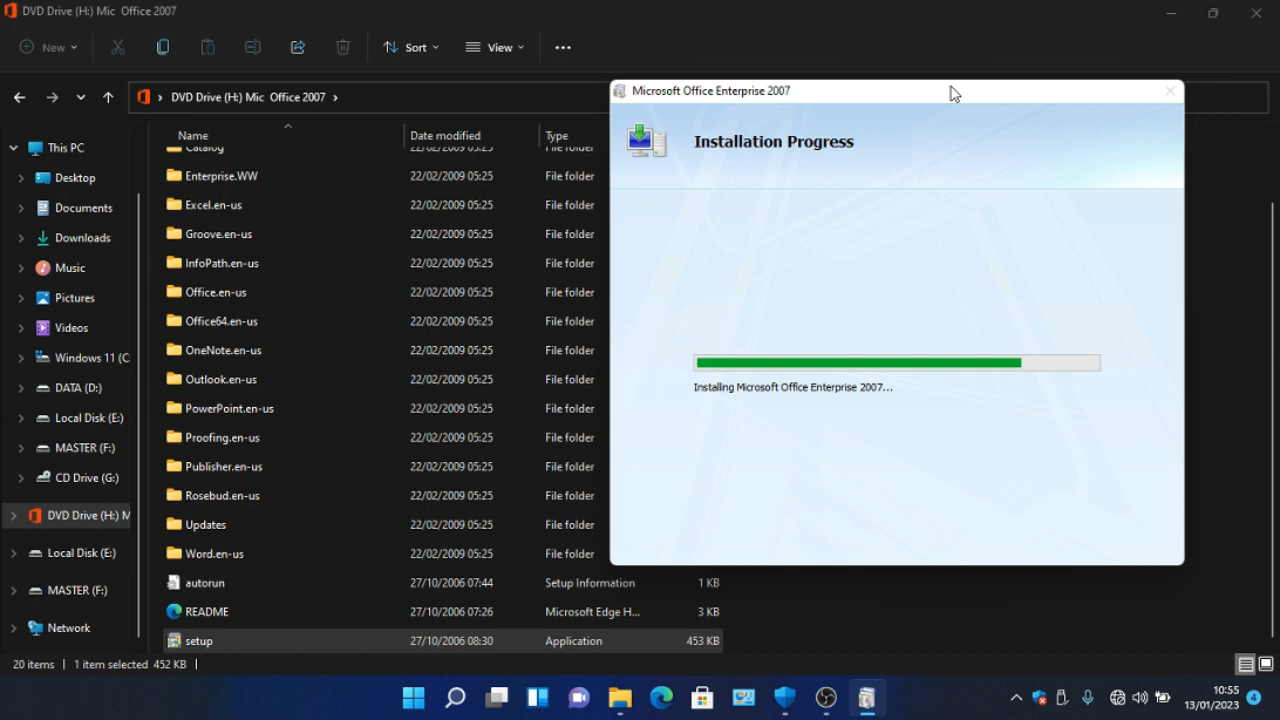 DVD Drive (H:) Mic Office 2007
New
Sort
View
DVD Drive (H:) Mic Office 2007
Name
Date modified
Type
This PC
Desktop
Documents
Downloads
Music
Pictures
Videos
Windows 11 (C
DATA (D:)
Local Disk (E:)
MASTER (F:)
CD Drive (G:)
DVD Drive (H:) M
Local Disk (E:)
MASTER (F:)
Network
Catalog 22/02/2009 05:25 File folder
Enterprise.WW 22/02/2009 05:25 File folder
Excel.en-us 22/02/2009 05:25 File folder
Groove.en-us 22/02/2009 05:25 File folder
InfoPath.en-us 22/02/2009 05:25 File folder
Office.en-us 22/02/2009 05:25 File folder
Office64.en-us 22/02/2009 05:25 File folder
OneNote.en-us 22/02/2009 05:25 File folder
Outlook.en-us 22/02/2009 05:25 File folder
PowerPoint.en-us 22/02/2009 05:25 File folder
Proofing.en-us 22/02/2009 05:25 File folder
Publisher.en-us 22/02/2009 05:25 File folder
Rosebud.en-us 22/02/2009 05:25 File folder
Updates 22/02/2009 05:25 File folder
Word.en-us 22/02/2009 05:25 File folder
autorun 27/10/2006 07:44 Setup Information 1 KB
README 27/10/2006 07:26 Microsoft Edge H... 3 KB
setup 27/10/2006 08:30 Application 453 KB
Microsoft Office Enterprise 2007
Installation Progress
Installing Microsoft Office Enterprise 2007...
20 items
1 item selected 452 KB
10:55
13/01/2023
4